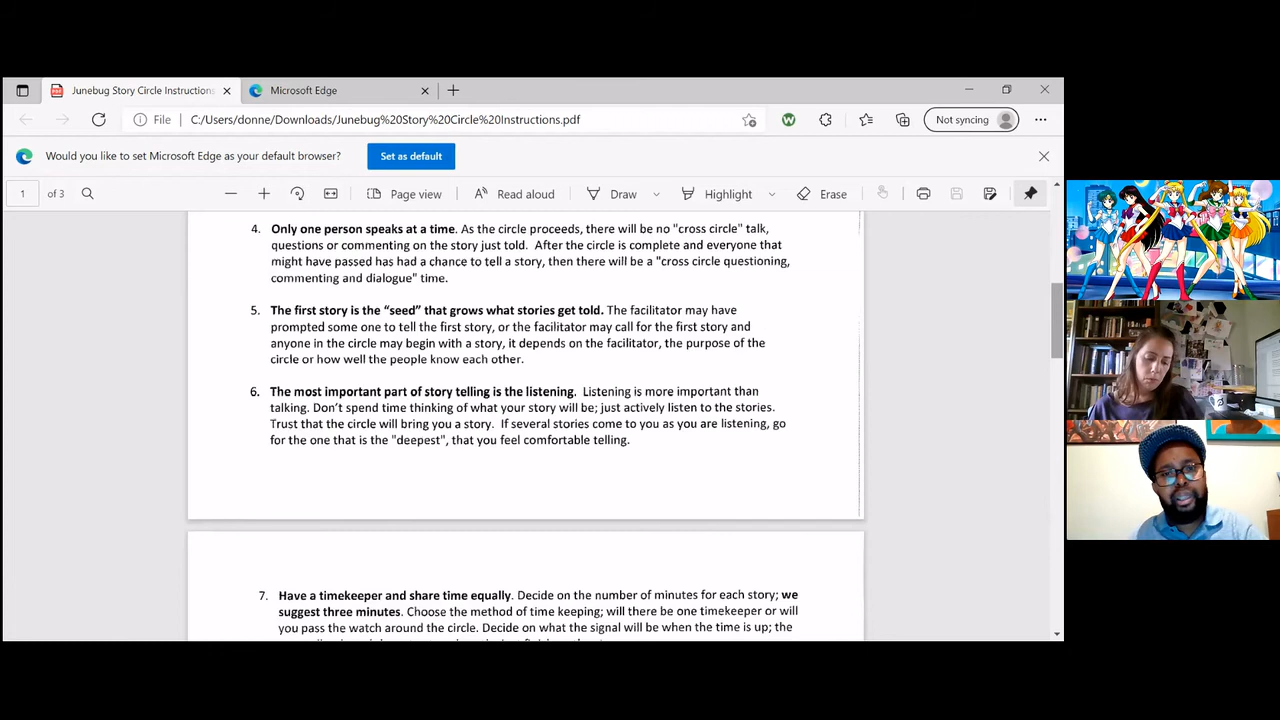 Junebug Story Circle Instructions
Microsoft Edge
File C:/Users/donne/Downloads/Junebug%20Story%20Circle%20Instructions.pdf
Not syncing
Would you like to set Microsoft Edge as your default browser?
Set as default
1 of 3
Page view
Read aloud
Draw
Highlight
Erase
4. Only one person speaks at a time. As the circle proceeds, there will be no "cross circle" talk,
questions or commenting on the story just told. After the circle is complete and everyone that
might have passed has had a chance to tell a story, then there will be a "cross circle questioning,
commenting and dialogue" time.
5. The first story is the “seed” that grows what stories get told. The facilitator may have
prompted some one to tell the first story, or the facilitator may call for the first story and
anyone in the circle may begin with a story, it depends on the facilitator, the purpose of the
circle or how well the people know each other.
6. The most important part of story telling is the listening. Listening is more important than
talking. Don’t spend time thinking of what your story will be; just actively listen to the stories.
Trust that the circle will bring you a story. If several stories come to you as you are listening, go
for the one that is the "deepest", that you feel comfortable telling.
7. Have a timekeeper and share time equally. Decide on the number of minutes for each story; we
suggest three minutes. Choose the method of time keeping; will there be one timekeeper or will
you pass the watch around the circle. Decide on what the signal will be when the time is up; the